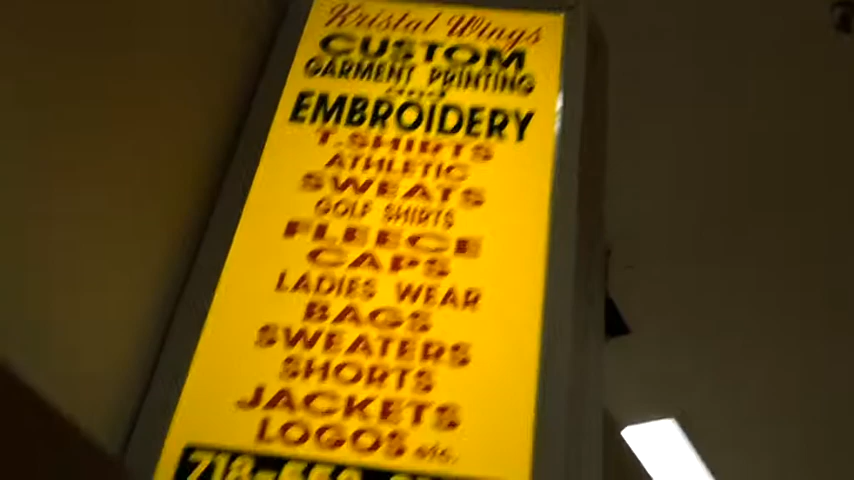 Kristal Wings
CUSTOM
GARMENT PRINTING
and
EMBROIDERY
T.SHIRTS
ATHLETIC
SWEATS
GOLF SHIRTS
FLEECE
CAPS
LADIES WEAR
BAGS
SWEATERS
SHORTS
JACKETS
LOGOS etc.